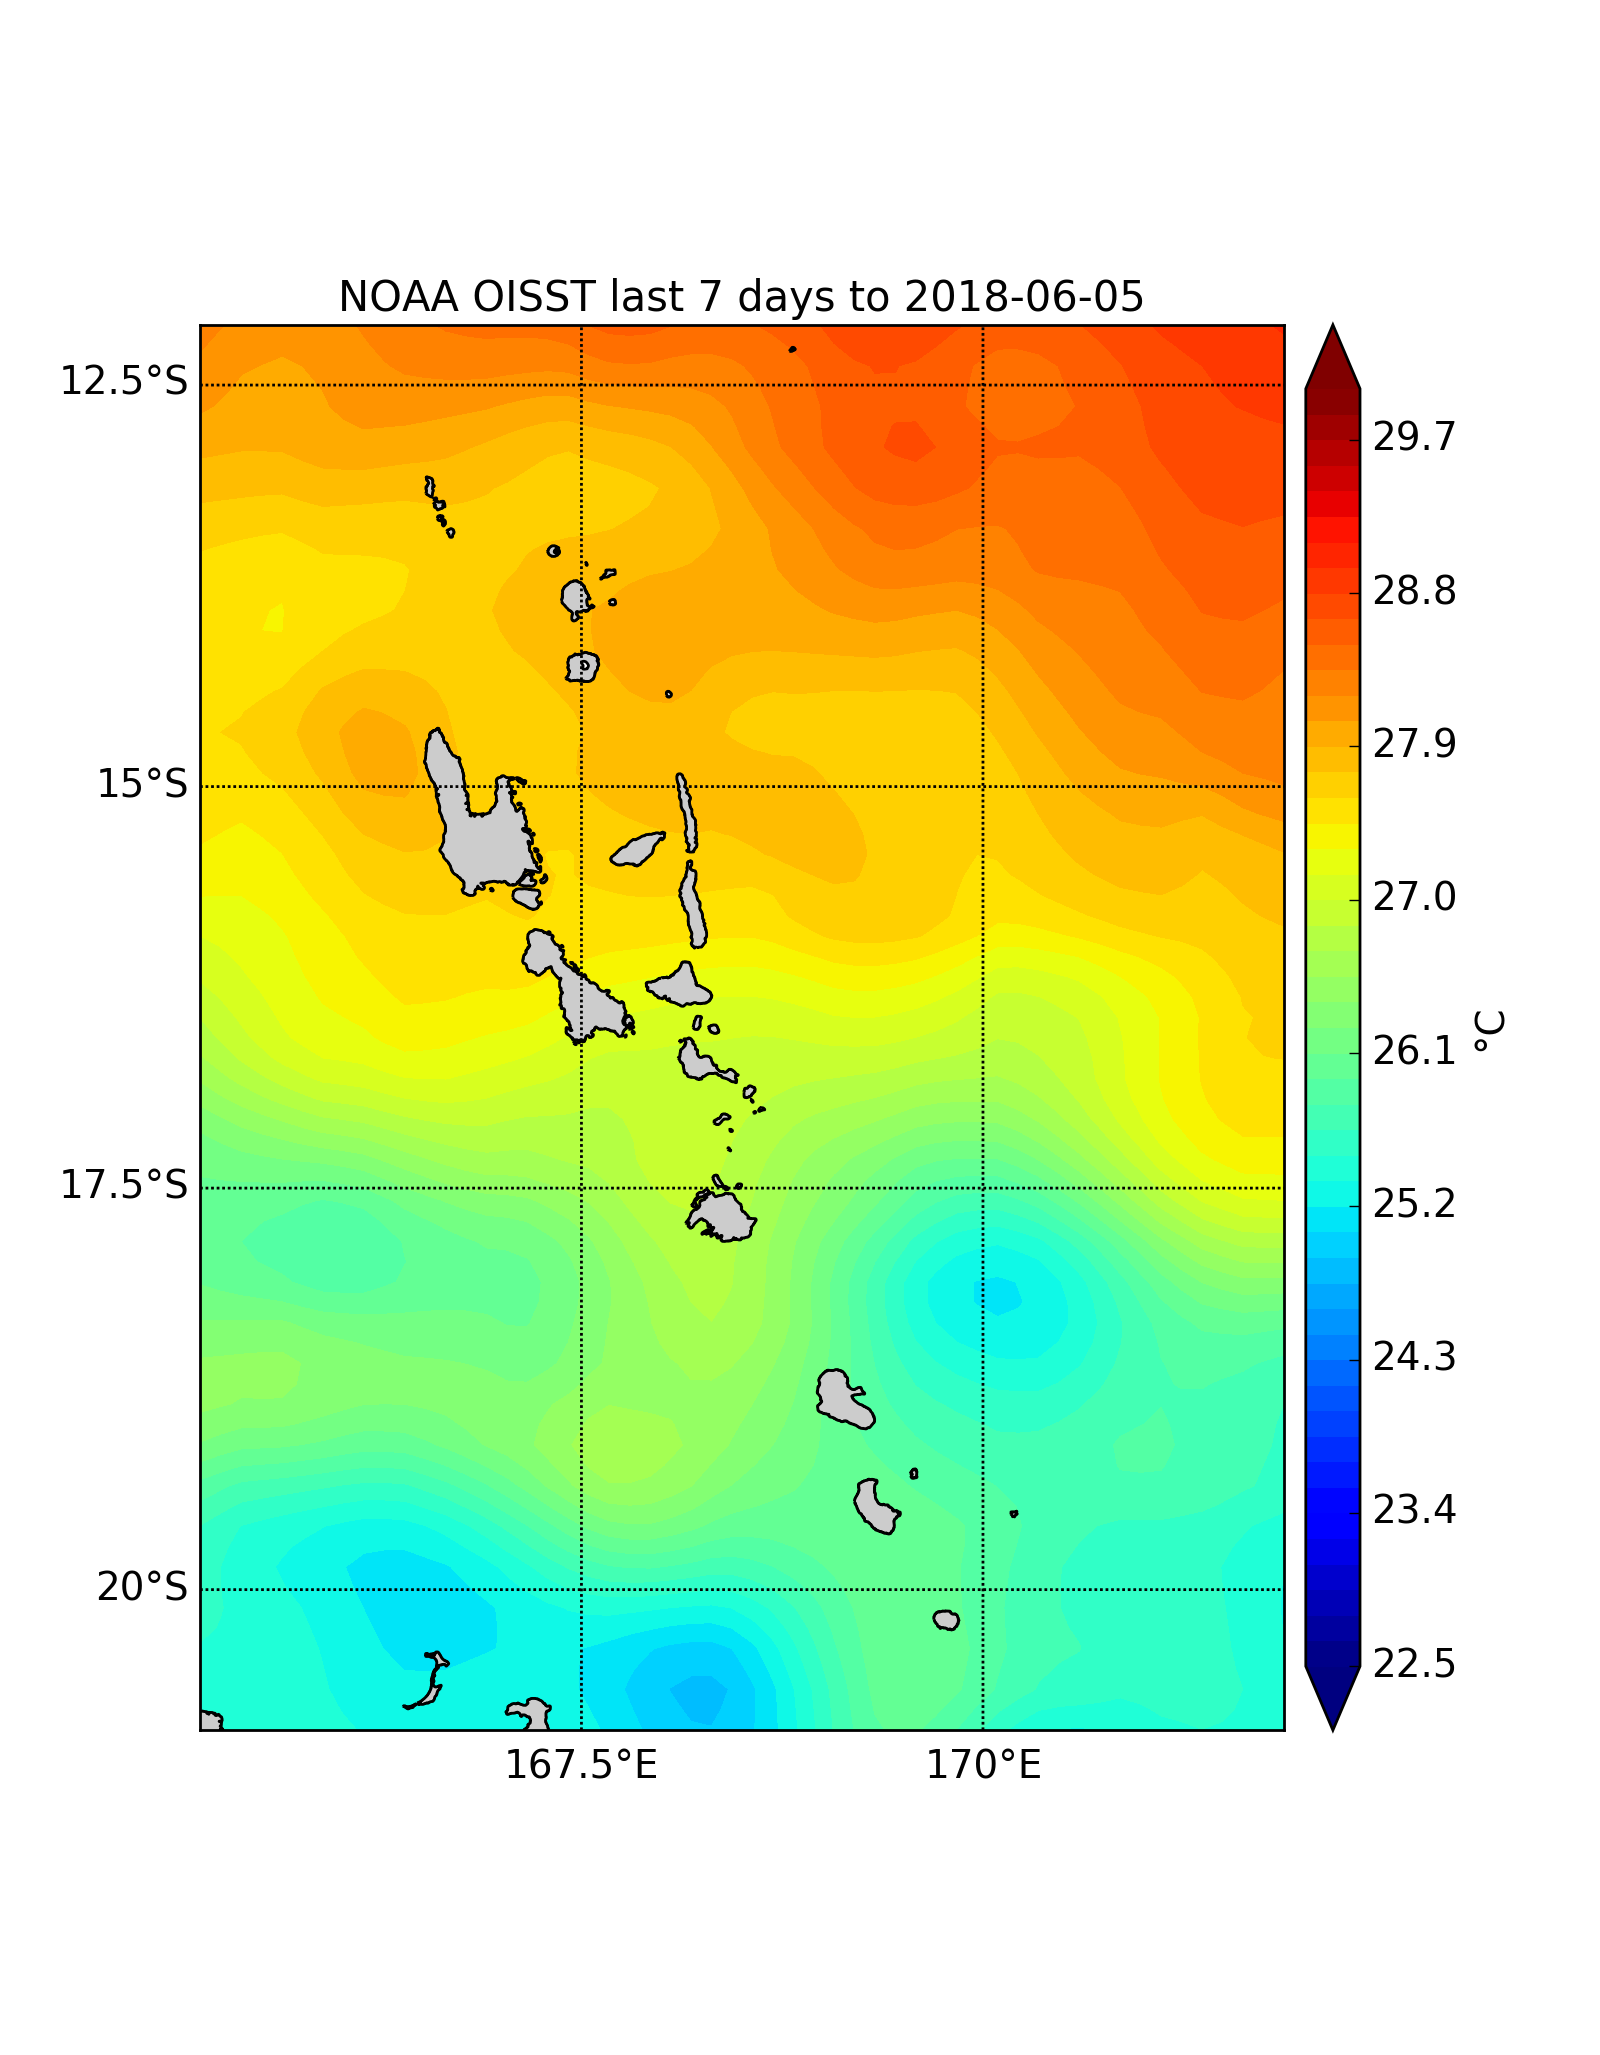 NOAA OISST last 7 days to 2018-06-05
12.5°S
15°S
17.5°S
20°S
167.5°E
170°E
29.7
28.8
27.9
27.0
26.1
25.2
24.3
23.4
22.5
°C